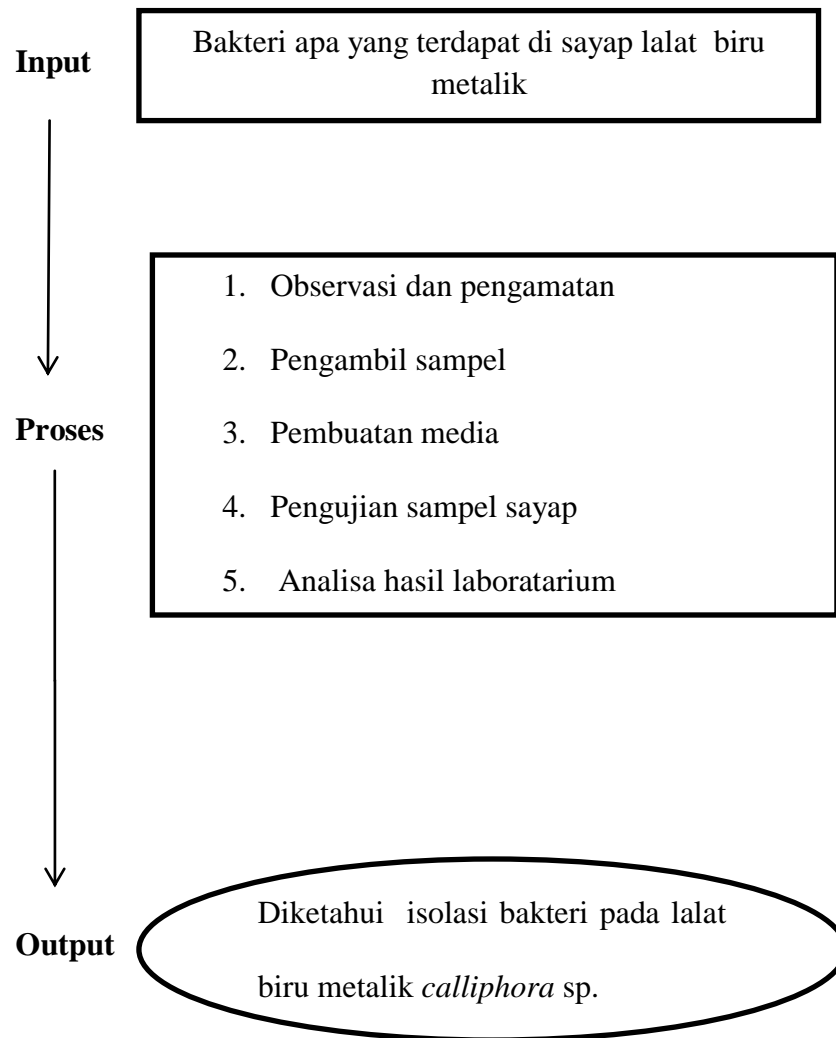 Input
Bakteri apa yang terdapat di sayap lalat biru
metalik
1. Observasi dan pengamatan
2. Pengambil sampel
Proses
3. Pembuatan media
4. Pengujian sampel sayap
5. Analisa hasil laboratarium
Diketahui isolasi bakteri pada lalat
Output
biru metalik calliphora sp.